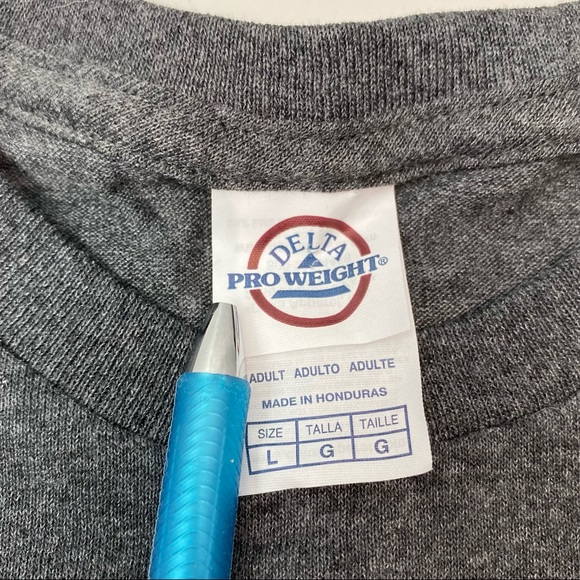 DELTA
PRO WEIGHT®
ADULT ADULTO ADULTE
MADE IN HONDURAS
SIZE TALLA TAILLE
L G G